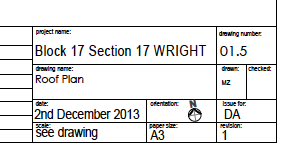 project name:
Block 17 Section 17 WRIGHT
drawing number:
01.5
drawing name:
Roof Plan
drawn:
MZ
checked:
date:
2nd December 2013
orientation:
N
issue for:
DA
scale:
see drawing
paper size:
A3
revision:
1